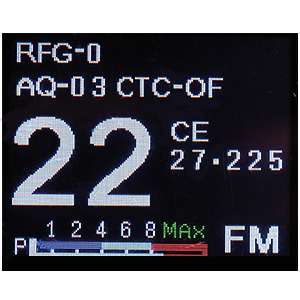 RFG-0
AQ-03 CTC-OF
22 CE
27.225
1 2 4 6 8 MAX
P FM